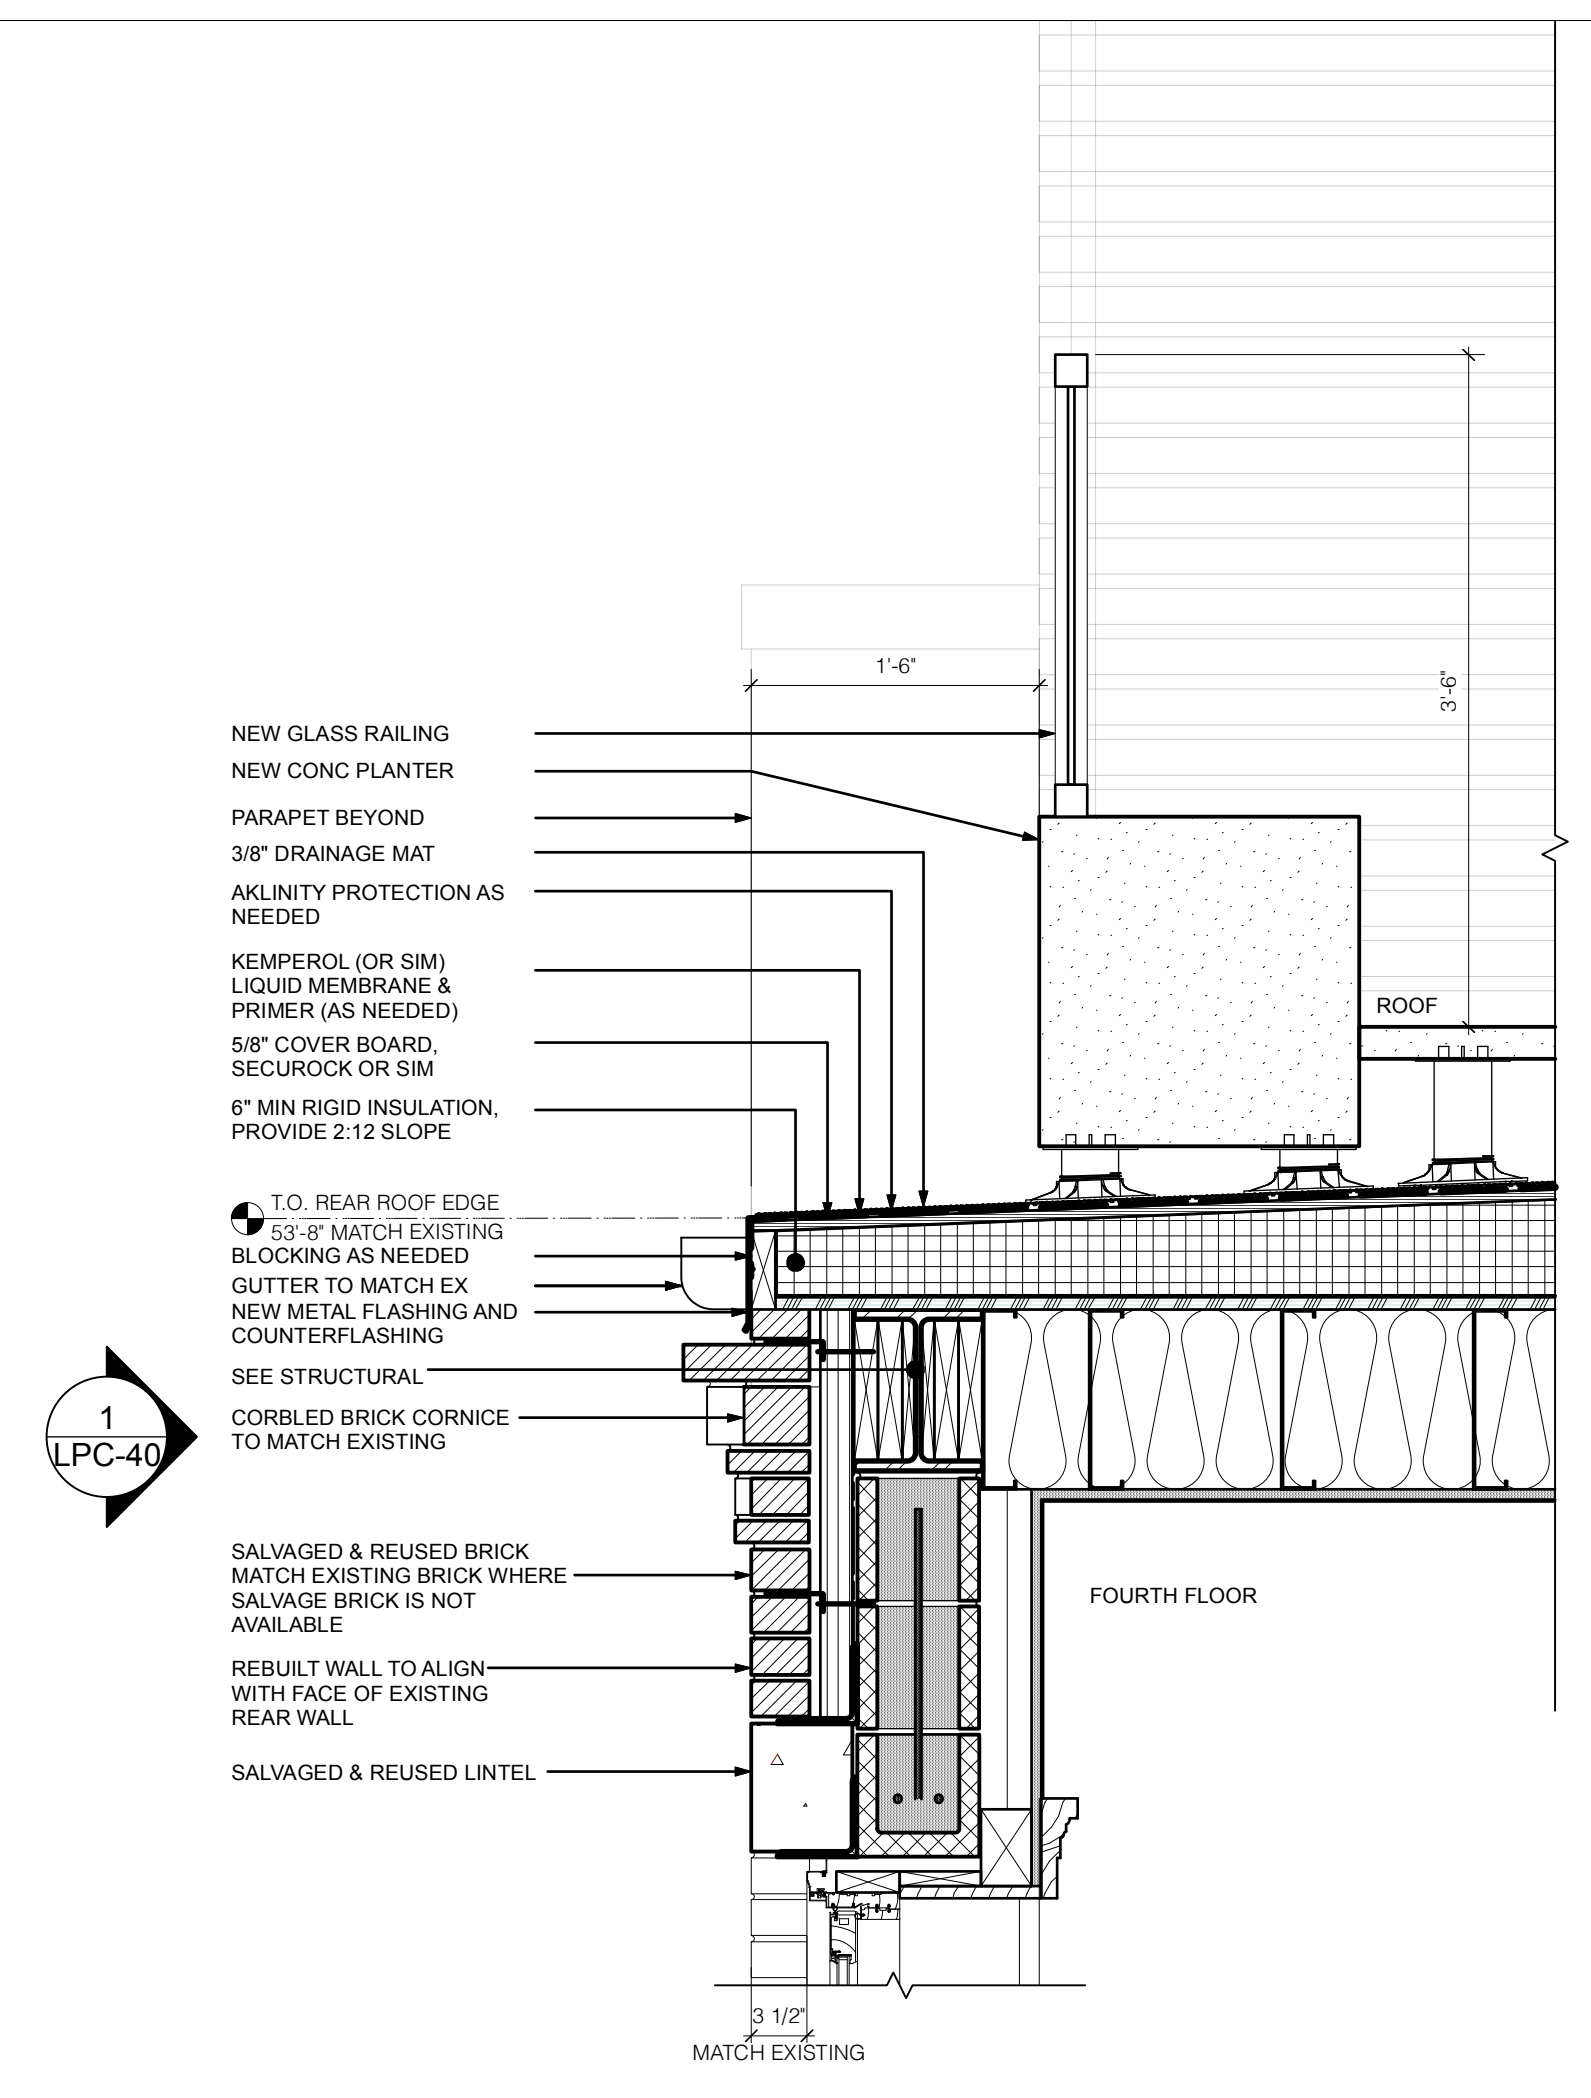 1'-6"
3'-6"
NEW GLASS RAILING
NEW CONC PLANTER
PARAPET BEYOND
3/8" DRAINAGE MAT
AKLINITY PROTECTION AS
NEEDED
KEMPEROL (OR SIM)
LIQUID MEMBRANE &
PRIMER (AS NEEDED)
ROOF
5/8" COVER BOARD,
SECUROCK OR SIM
6" MIN RIGID INSULATION,
PROVIDE 2:12 SLOPE
T.O. REAR ROOF EDGE
53'-8" MATCH EXISTING
BLOCKING AS NEEDED
GUTTER TO MATCH EX
NEW METAL FLASHING AND
COUNTERFLASHING
SEE STRUCTURAL
CORBLED BRICK CORNICE
TO MATCH EXISTING
1
LPC-40
SALVAGED & REUSED BRICK
MATCH EXISTING BRICK WHERE
SALVAGE BRICK IS NOT
AVAILABLE
FOURTH FLOOR
REBUILT WALL TO ALIGN
WITH FACE OF EXISTING
REAR WALL
SALVAGED & REUSED LINTEL
3 1/2"
MATCH EXISTING